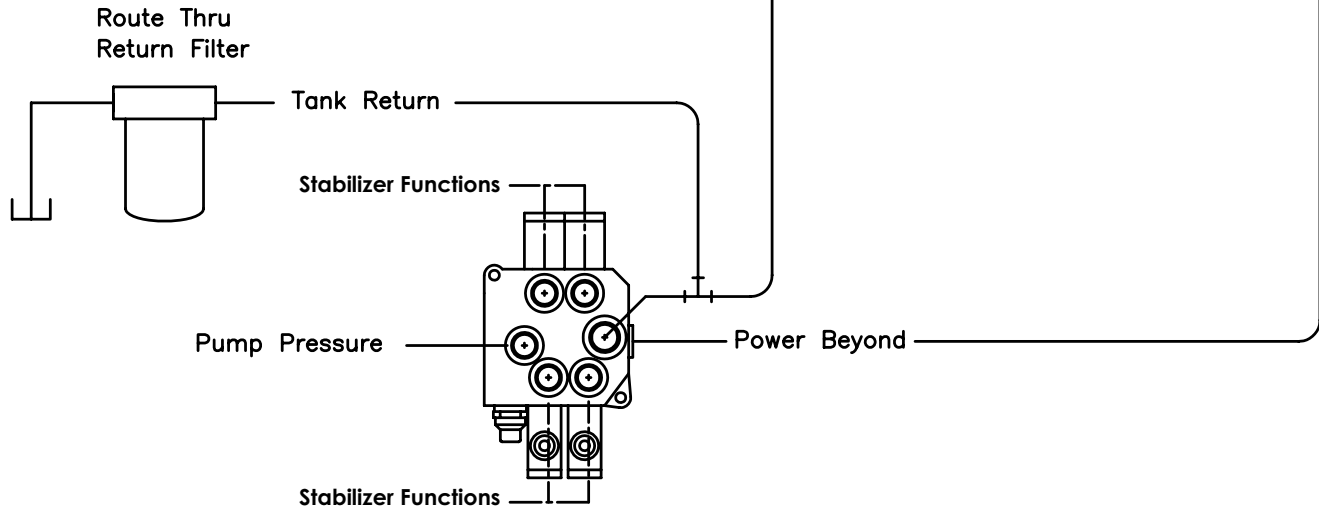 Route Thru
Return Filter
Tank Return
Stabilizer Functions
Pump Pressure
Power Beyond
Stabilizer Functions